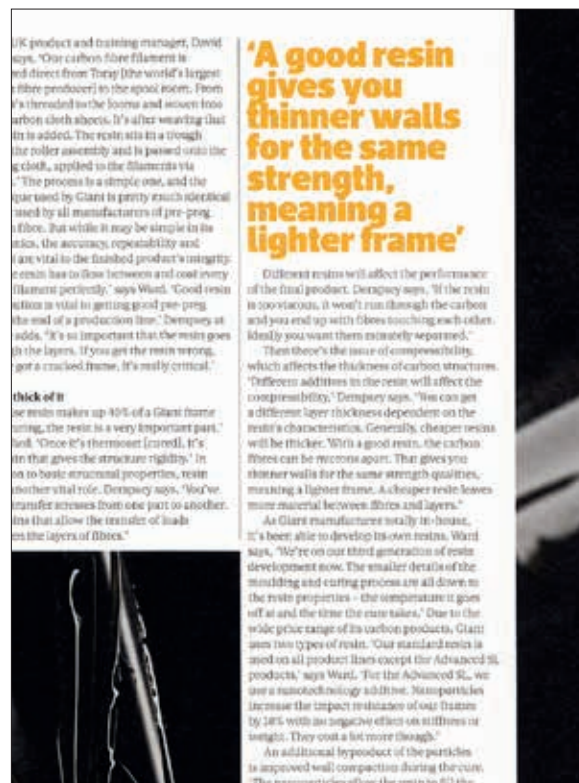 UK product and training manager, David
says, "Our carbon fibre filament is
direct from Toray [the world's largest
fibre producer] to the spool room. From
's threaded to the looms and woven into
carbon cloth sheets. It's after weaving that
in is added. The resin sits in a trough
the roller assembly and is passed onto the
g cloth, applied to the filaments via
The process is a simple one, and the
que used by Giant is pretty much identical
used by all manufacturers of pre-preg
fibre. But while it may be simple in its
the accuracy, repeatability and
are vital to the finished product's integrity.
e resin has to flow between and coat every
filament perfectly,' says Ward. 'Good resin
is vital to getting good pre-preg
the end of a production line.' Dempsey at
adds, "It's so important that the resin goes
h the layers. If you get the resin wrong,
got a cracked frame. It's really critical.'
thick of it
se resin makes up 40% of a Giant frame
the resin is a very important part,'
'Once it's thermoset [cured], it's
in that gives the structure rigidity.' In
on to basic structural properties, resin
another vital role. Dempsey says, 'You've
transfer stresses from one part to another.
ins that allow the transfer of loads
en the layers of fibres.'
'A good resin
gives you
thinner walls
for the same
strength,
meaning a
lighter frame'
Different resins will affect the performance
of the final product. Dempsey says, 'If the resin
is too viscous, it won't run through the carbon
and you end up with fibres touching each other.
Ideally you want them minutely separated.'
Then there's the issue of compressibility,
which affects the thickness of carbon structures.
'Different additives in the resin will affect the
compressibility,' Dempsey says. 'You can get
a different layer thickness dependent on the
resin's characteristics. Generally, cheaper resins
will be thicker. With a good resin, the carbon
fibres can be microns apart. That gives you
thinner walls for the same strength qualities,
meaning a lighter frame. A cheaper resin leaves
more material between fibres and layers.'
As Giant manufactures totally in-house,
it's been able to develop its own resins. Ward
says, 'We're on our third generation of resin
development now. The smaller details of the
moulding and curing process are all down to
the resin properties – the temperature it goes
off at and the time the cure takes.' Due to the
wide price range of its carbon products, Giant
uses two types of resin. 'Our standard resin is
used on all product lines except the Advanced SL
products,' says Ward. 'For the Advanced SL, we
use a nanotechnology additive. Nanoparticles
increase the impact resistance of our frames
by 18% with no negative effect on stiffness or
weight. They cost a lot more though.'
An additional byproduct of the particles
is improved wall compaction during the cure.